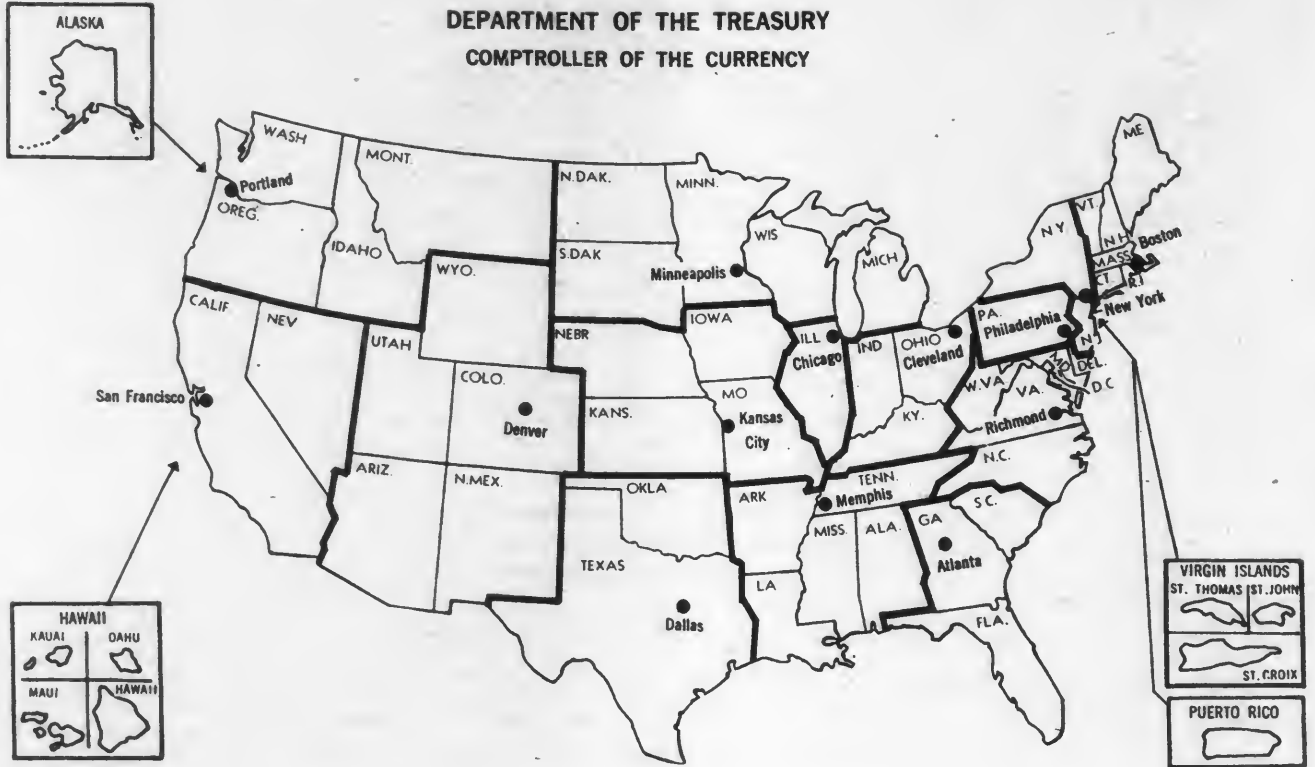 DEPARTMENT OF THE TREASURY
COMPTROLLER OF THE CURRENCY
ALASKA
WASH
Portland
OREG.
IDAHO
MONT.
WYO.
N.DAK.
S.DAK
MINN.
Minneapolis
WIS
MICH
CALIF.
NEV
San Francisco
UTAH
COLO.
Denver
ARIZ.
N.MEX.
NEBR
KANS.
IOWA
MO
Kansas
City
ILL
Chicago
IND
OHIO
Cleveland
KY.
W.VA
VA.
Richmond
PA.
Philadelphia
N.Y
VT.
N.H
ME
MASS.
Boston
CT.
R.I
New York
N.J
MD
DEL.
D.C
OKLA
TEXAS
Dallas
ARK
LA
TENN.
Memphis
MISS.
ALA.
GA
Atlanta
N.C.
S.C.
FLA.
HAWAII
KAUAI
OAHU
MAUI
HAWAII
VIRGIN ISLANDS
ST. THOMAS
ST.JOHN
ST.CROIX
PUERTO RICO